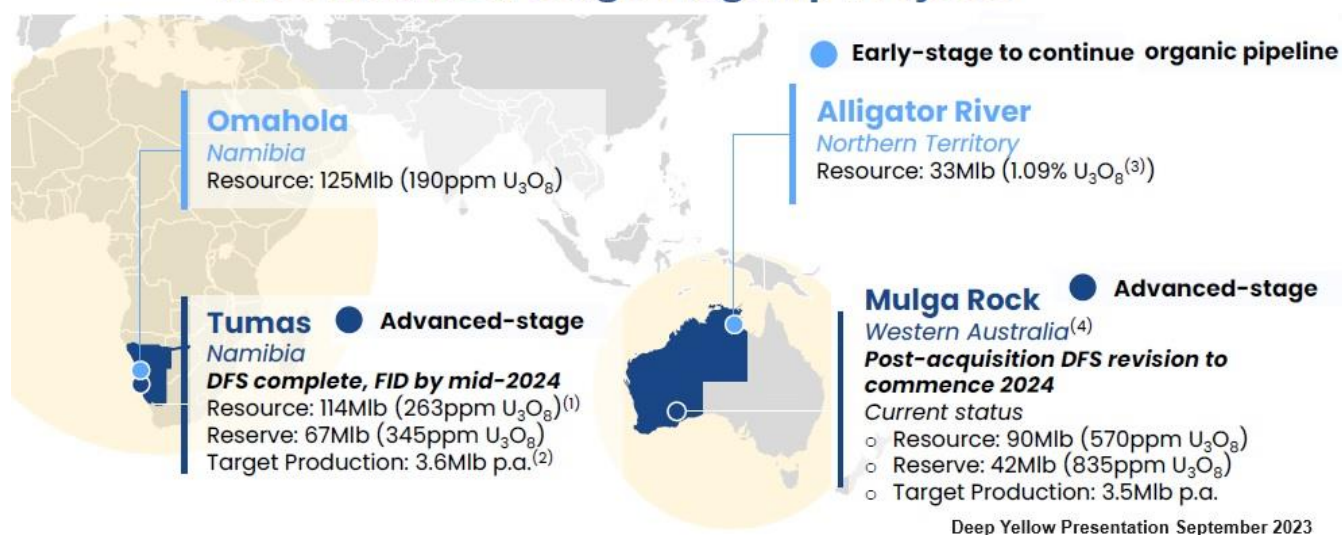 Early-stage to continue organic pipeline
Omahola
Namibia
Resource: 125Mlb (190ppm U₃O₈)
Alligator River
Northern Territory
Resource: 33Mlb (1.09% U₃O₈⁽³⁾)
Tumas
Advanced-stage
Namibia
DFS complete, FID by mid-2024
Resource: 114Mlb (263ppm U₃O₈)⁽¹⁾
Reserve: 67Mlb (345ppm U₃O₈)
Target Production: 3.6Mlb p.a.⁽²⁾
Mulga Rock
Advanced-stage
Western Australia⁽⁴⁾
Post-acquisition DFS revision to
commence 2024
Current status
○ Resource: 90Mlb (570ppm U₃O₈)
○ Reserve: 42Mlb (835ppm U₃O₈)
○ Target Production: 3.5Mlb p.a.
Deep Yellow Presentation September 2023